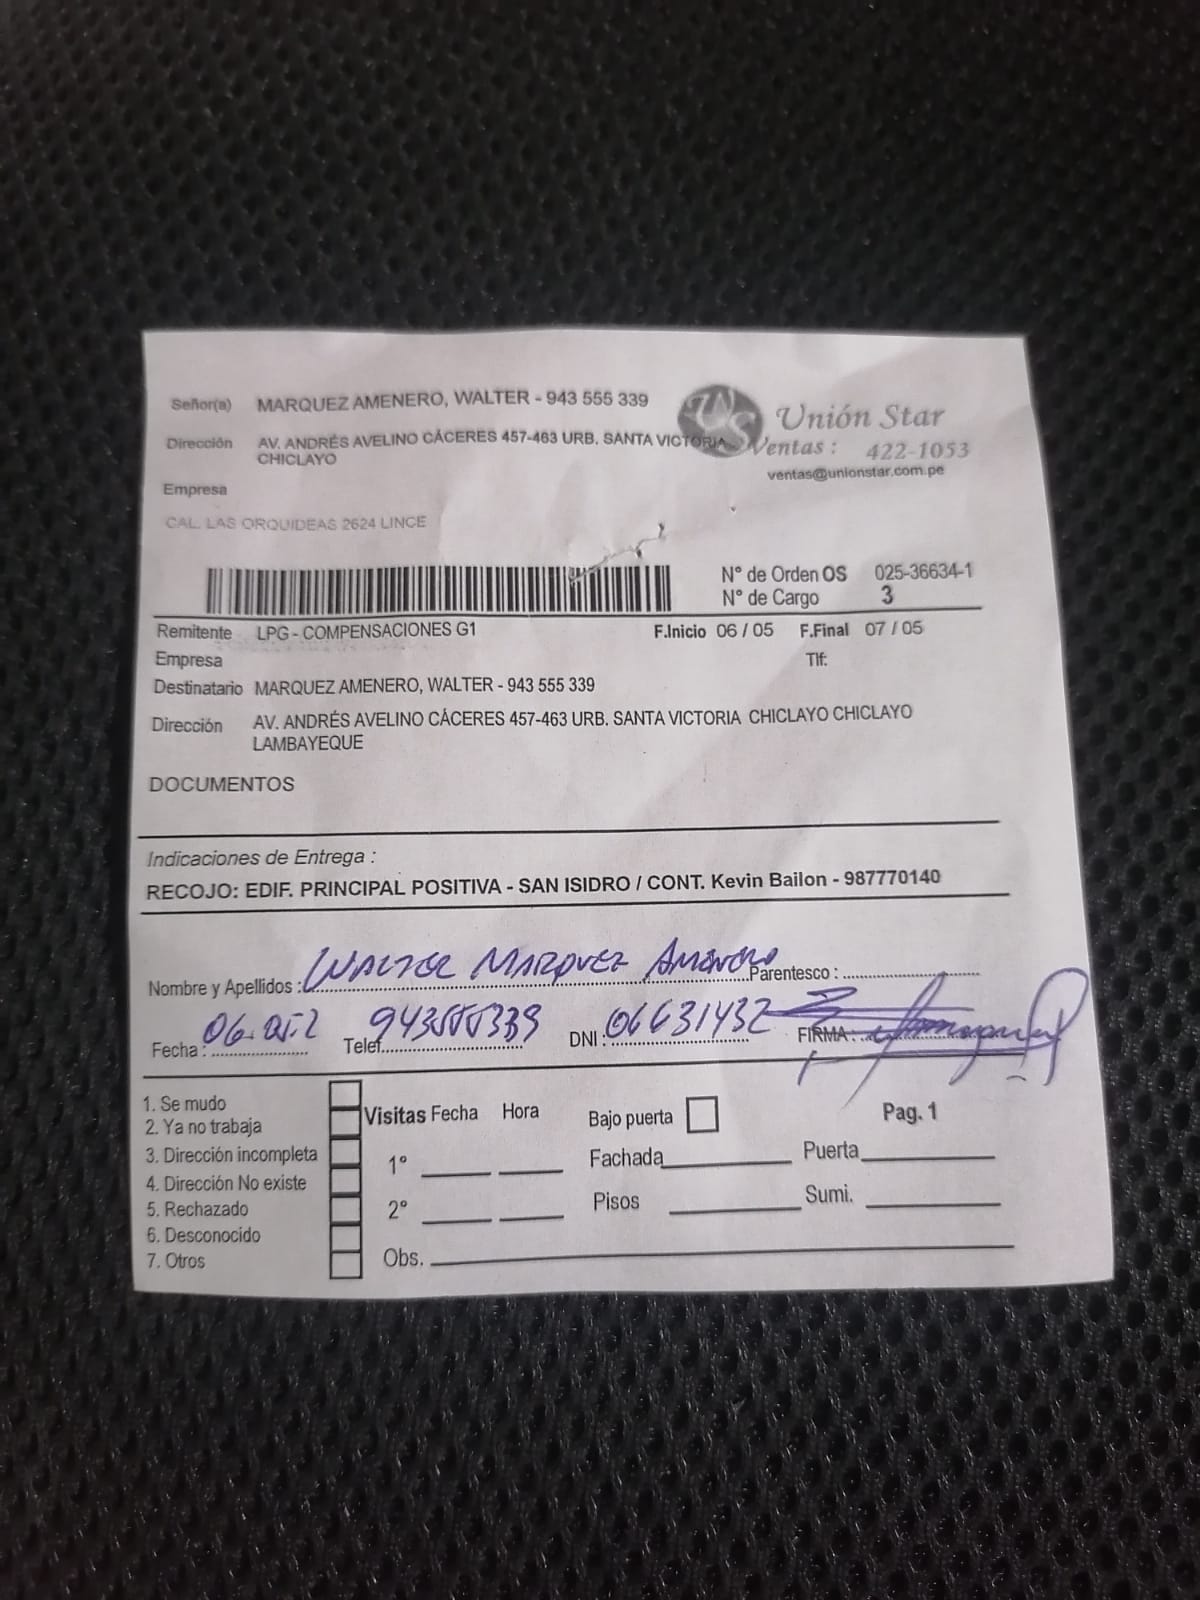 Señor(a) MARQUEZ AMENERO, WALTER - 943 555 339
Unión Star
Dirección AV. ANDRÉS AVELINO CÁCERES 457-463 URB. SANTA VICTORIA
CHICLAYO
Ventas : 422-1053
ventas@unionstar.com.pe
Empresa
CAL. LAS ORQUIDEAS 2624 LINCE
N° de Orden OS 025-36634-1
N° de Cargo 3
Remitente LPG - COMPENSACIONES G1 F.Inicio 06 / 05 F.Final 07 / 05
Empresa Tlf:
Destinatario MARQUEZ AMENERO, WALTER - 943 555 339
Dirección AV. ANDRÉS AVELINO CÁCERES 457-463 URB. SANTA VICTORIA CHICLAYO CHICLAYO
LAMBAYEQUE
DOCUMENTOS
Indicaciones de Entrega :
RECOJO: EDIF. PRINCIPAL POSITIVA - SAN ISIDRO / CONT. Kevin Bailon - 987770140
Nombre y Apellidos : WALTER MARQUEZ AMENERO Parentesco :
Fecha : Telef. 943555339 DNI : 06631432 FIRMA :
1. Se mudo
2. Ya no trabaja
3. Dirección incompleta
4. Dirección No existe
5. Rechazado
6. Desconocido
7. Otros
Visitas Fecha Hora
1°
2°
Obs.
Bajo puerta Pag. 1
Fachada Puerta
Pisos Sumi.